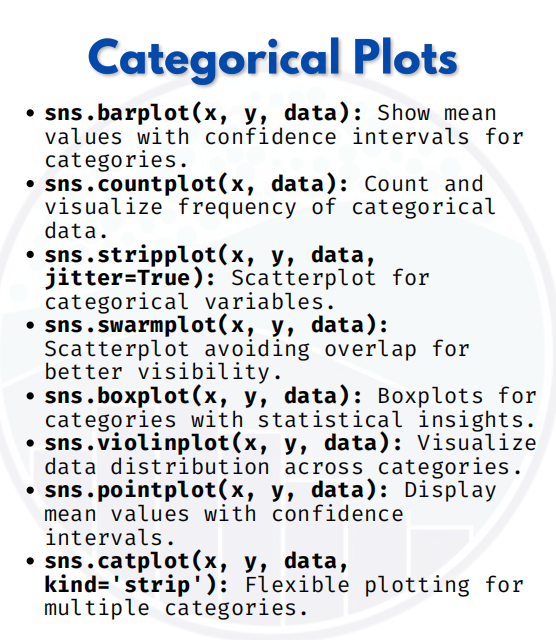 Categorical Plots
• sns.barplot(x, y, data): Show mean
values with confidence intervals for
categories.
• sns.countplot(x, data): Count and
visualize frequency of categorical
data.
• sns.stripplot(x, y, data,
jitter=True): Scatterplot for
categorical variables.
• sns.swarmplot(x, y, data):
Scatterplot avoiding overlap for
better visibility.
• sns.boxplot(x, y, data): Boxplots for
categories with statistical insights.
• sns.violinplot(x, y, data): Visualize
data distribution across categories.
• sns.pointplot(x, y, data): Display
mean values with confidence
intervals.
• sns.catplot(x, y, data,
kind='strip'): Flexible plotting for
multiple categories.